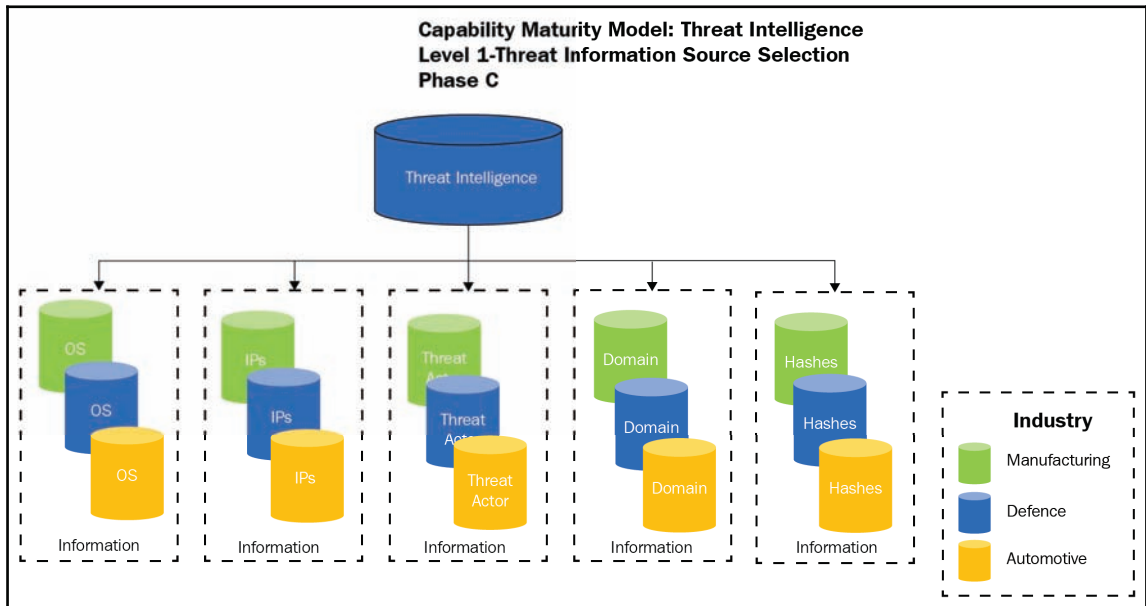 Capability Maturity Model: Threat Intelligence
Level 1-Threat Information Source Selection
Phase C
Threat Intelligence
OS
OS
OS
Information
IPs
IPs
IPs
Information
Threat
Actor
Threat
Actor
Threat
Actor
Information
Domain
Domain
Domain
Information
Hashes
Hashes
Hashes
Information
Industry
Manufacturing
Defence
Automotive